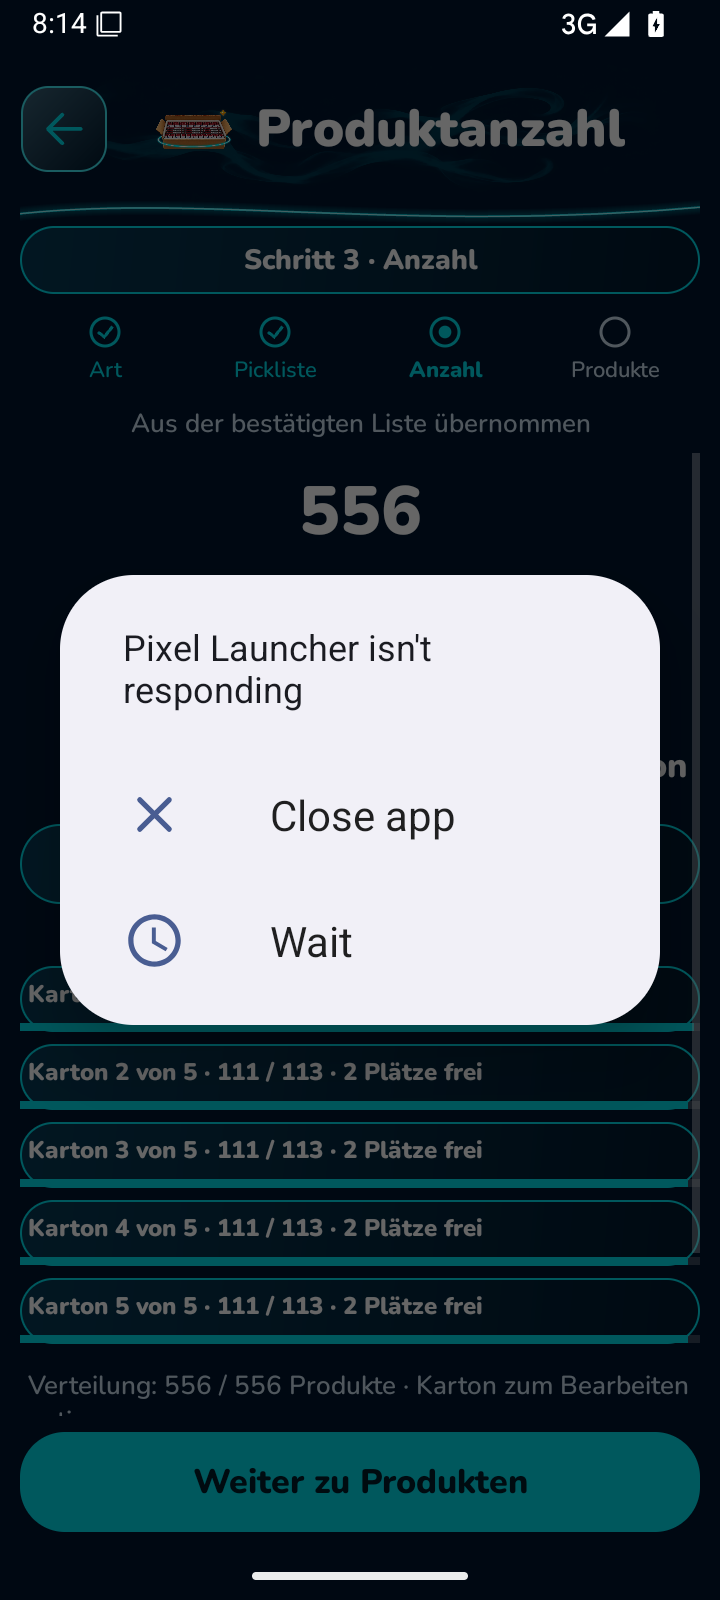 8:14
3G
Produktanzahl
Schritt 3 · Anzahl
Art
Pickliste
Anzahl
Produkte
Aus der bestätigten Liste übernommen
556
Pixel Launcher isn't
responding
Close app
Wait
Karton 2 von 5 · 111 / 113 · 2 Plätze frei
Karton 3 von 5 · 111 / 113 · 2 Plätze frei
Karton 4 von 5 · 111 / 113 · 2 Plätze frei
Karton 5 von 5 · 111 / 113 · 2 Plätze frei
Verteilung: 556 / 556 Produkte · Karton zum Bearbeiten
Weiter zu Produkten